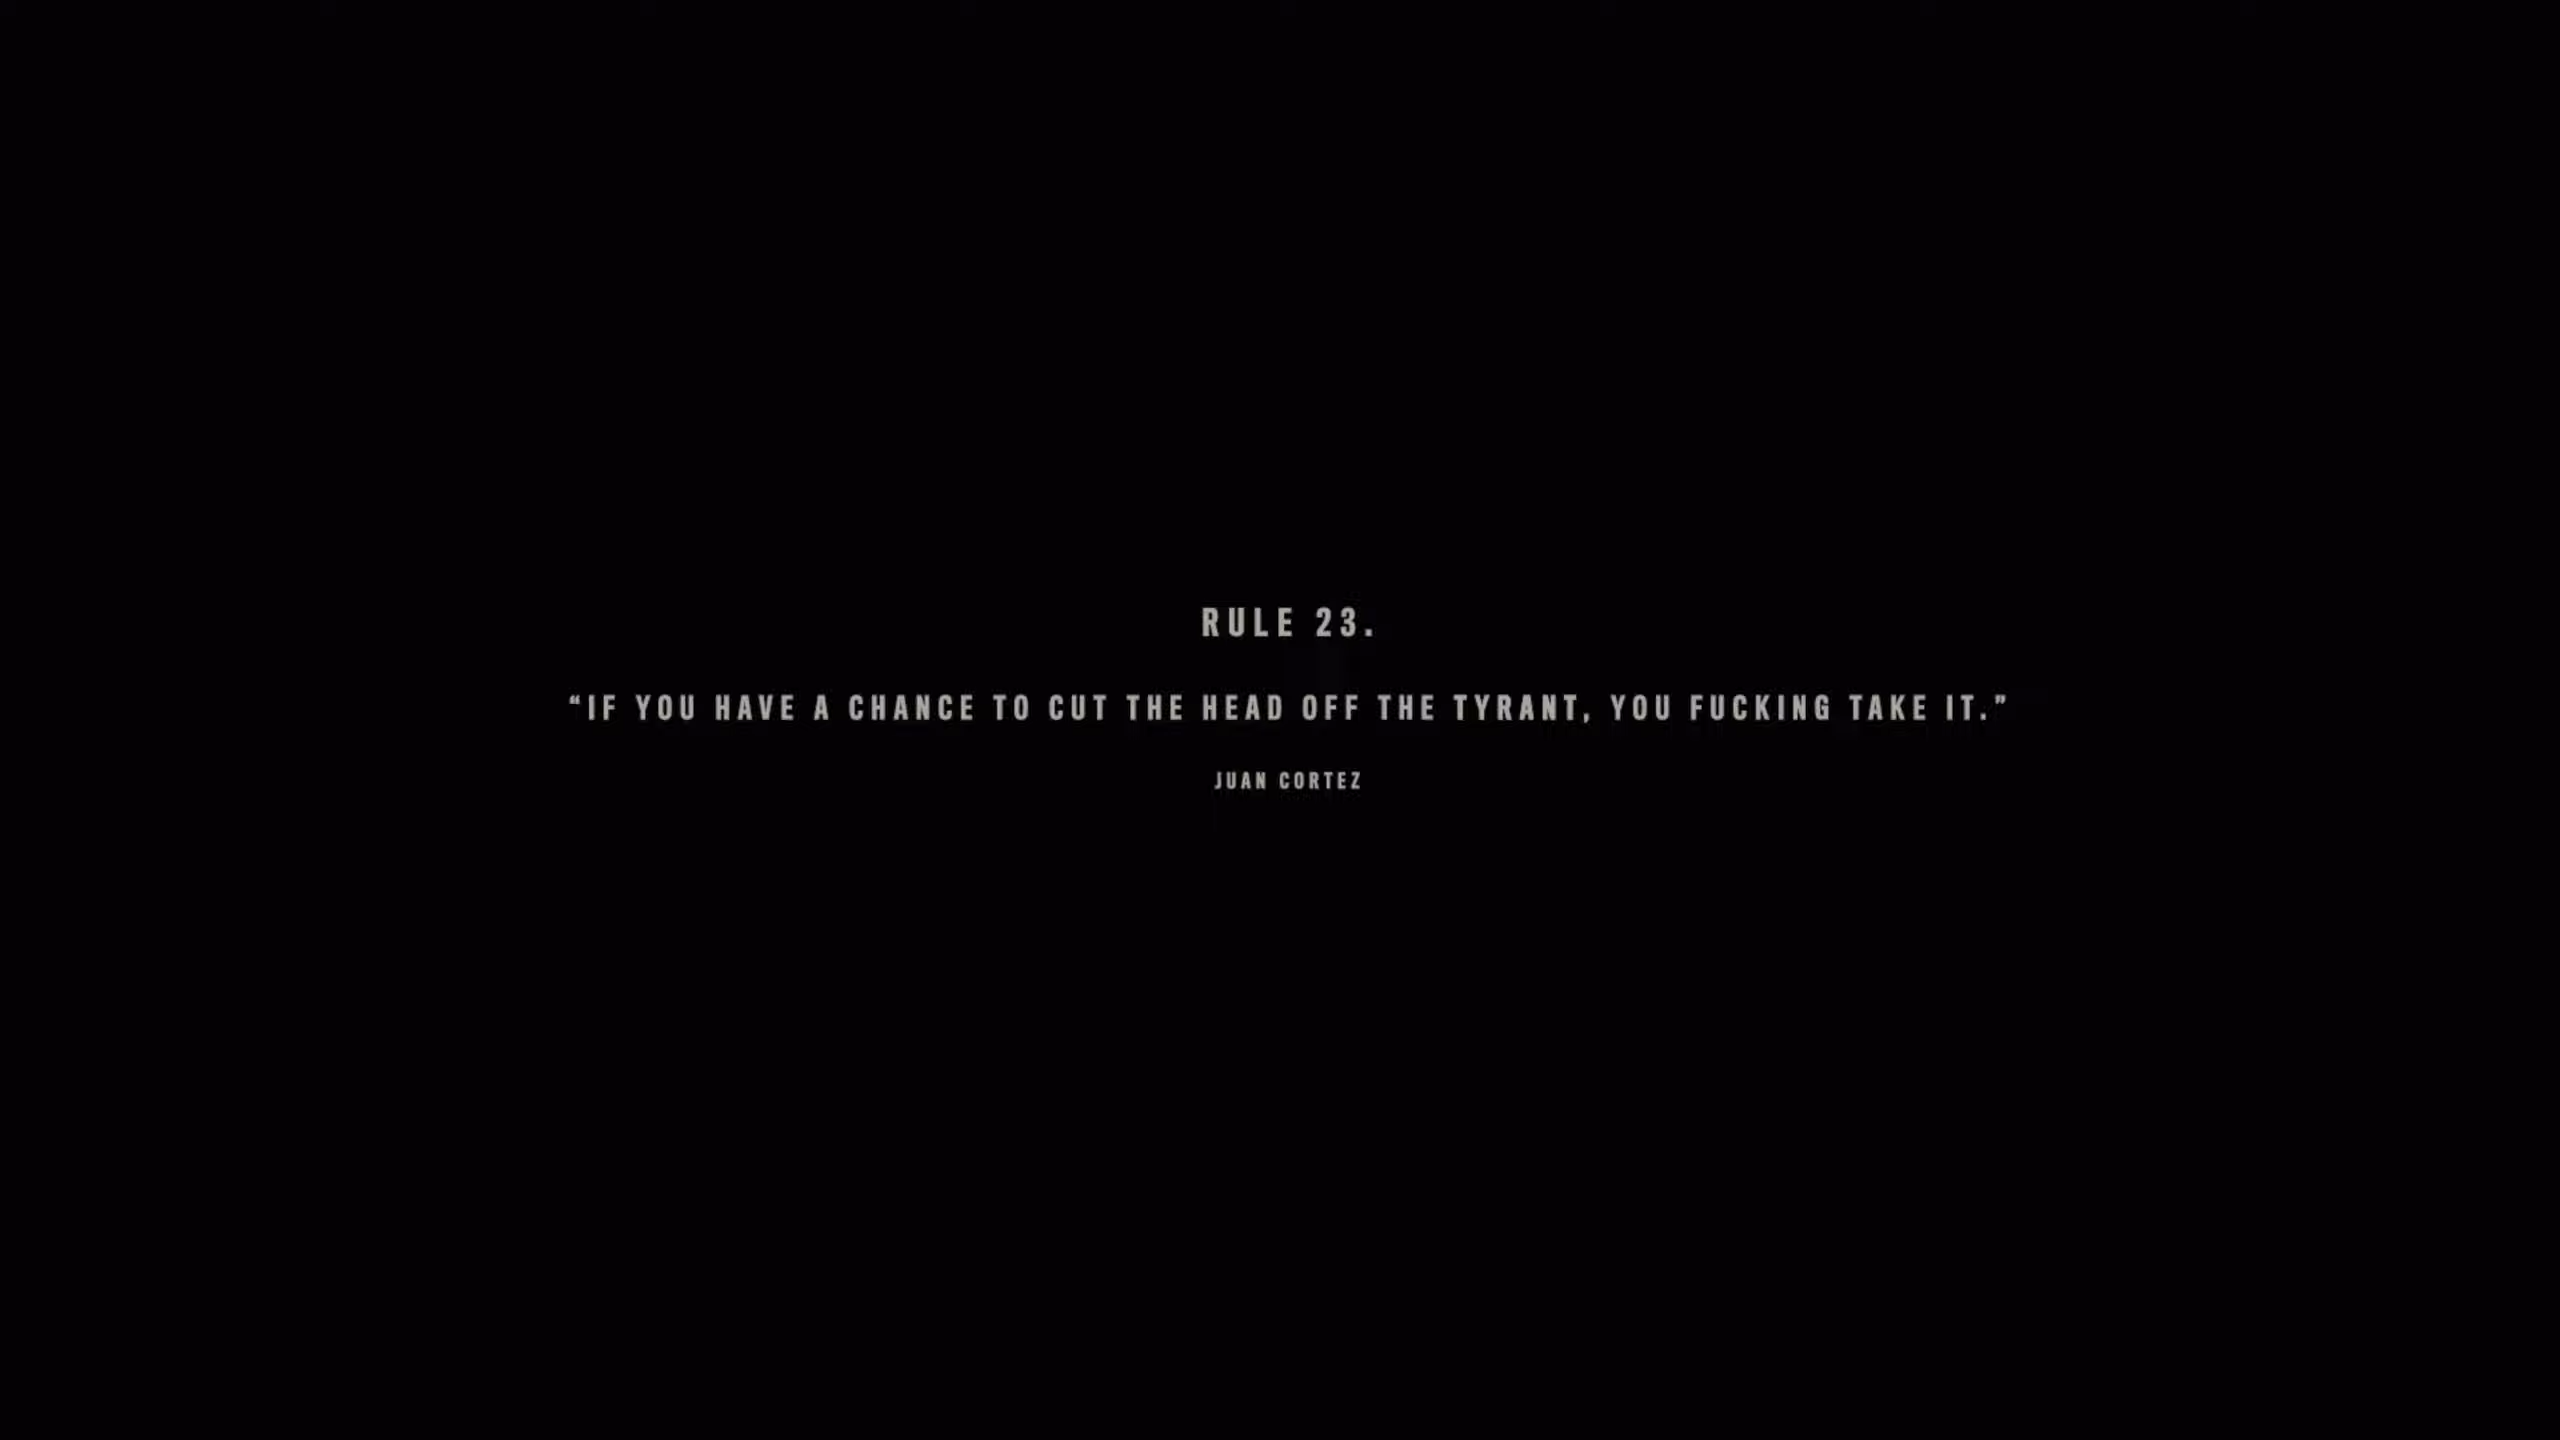 RULE 23.
“IF YOU HAVE A CHANCE TO CUT THE HEAD OFF THE TYRANT, YOU FUCKING TAKE IT.”
JUAN CORTEZ